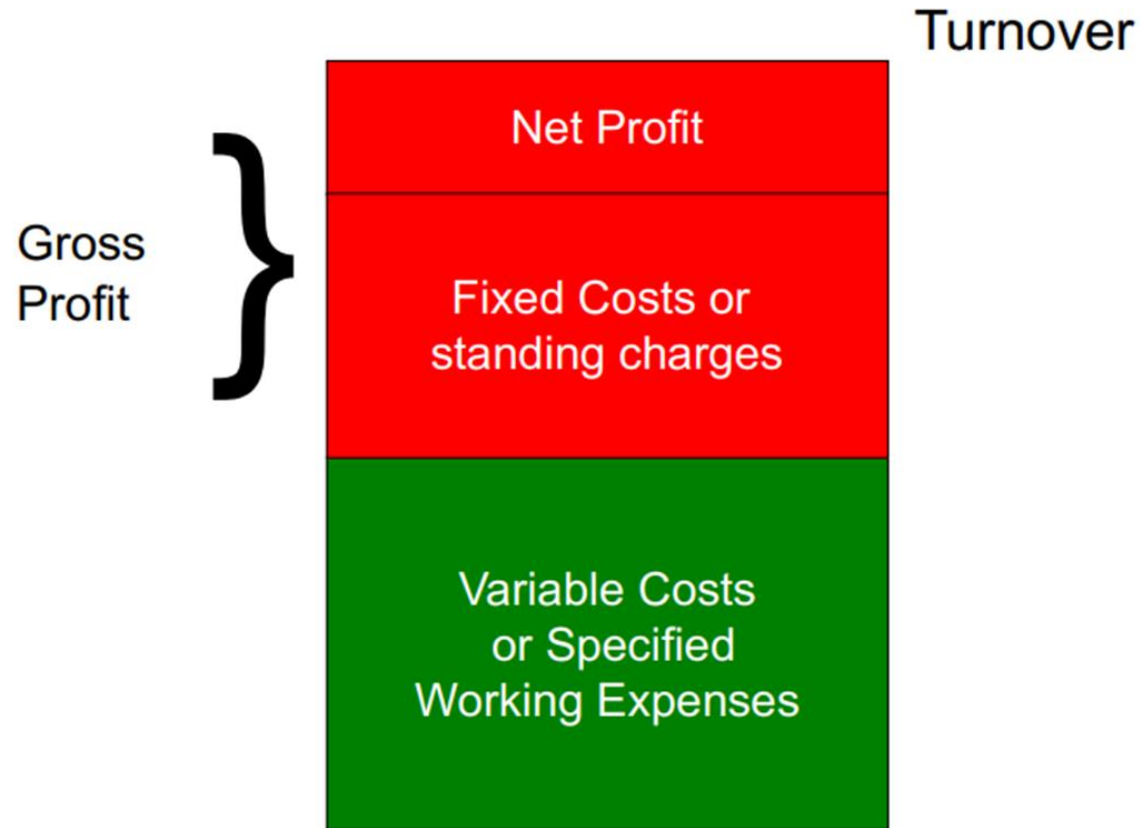 Turnover
Net Profit
Gross
Profit
}
Fixed Costs or
standing charges
Variable Costs
or Specified
Working Expenses